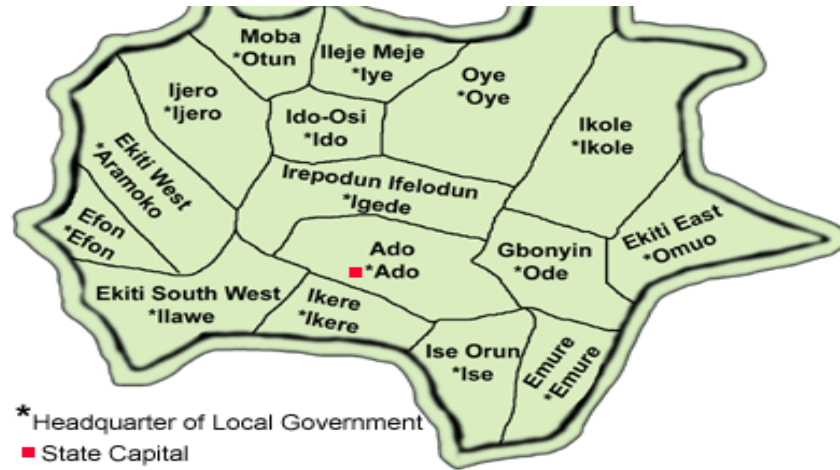 Moba
*Otun
Ileje Meje
*Iye
Oye
*Oye
Ijero
*Ijero
Ido-Osi
*Ido
Ikole
*Ikole
Ekiti West
*Aramoko
Irepodun Ifelodun
*Igede
Efon
*Efon
Ado
*Ado
Gbonyin
*Ode
Ekiti East
*Omuo
Ekiti South West
*Ilawe
Ikere
*Ikere
Ise Orun
*Ise
Emure
*Emure
*Headquarter of Local Government
State Capital